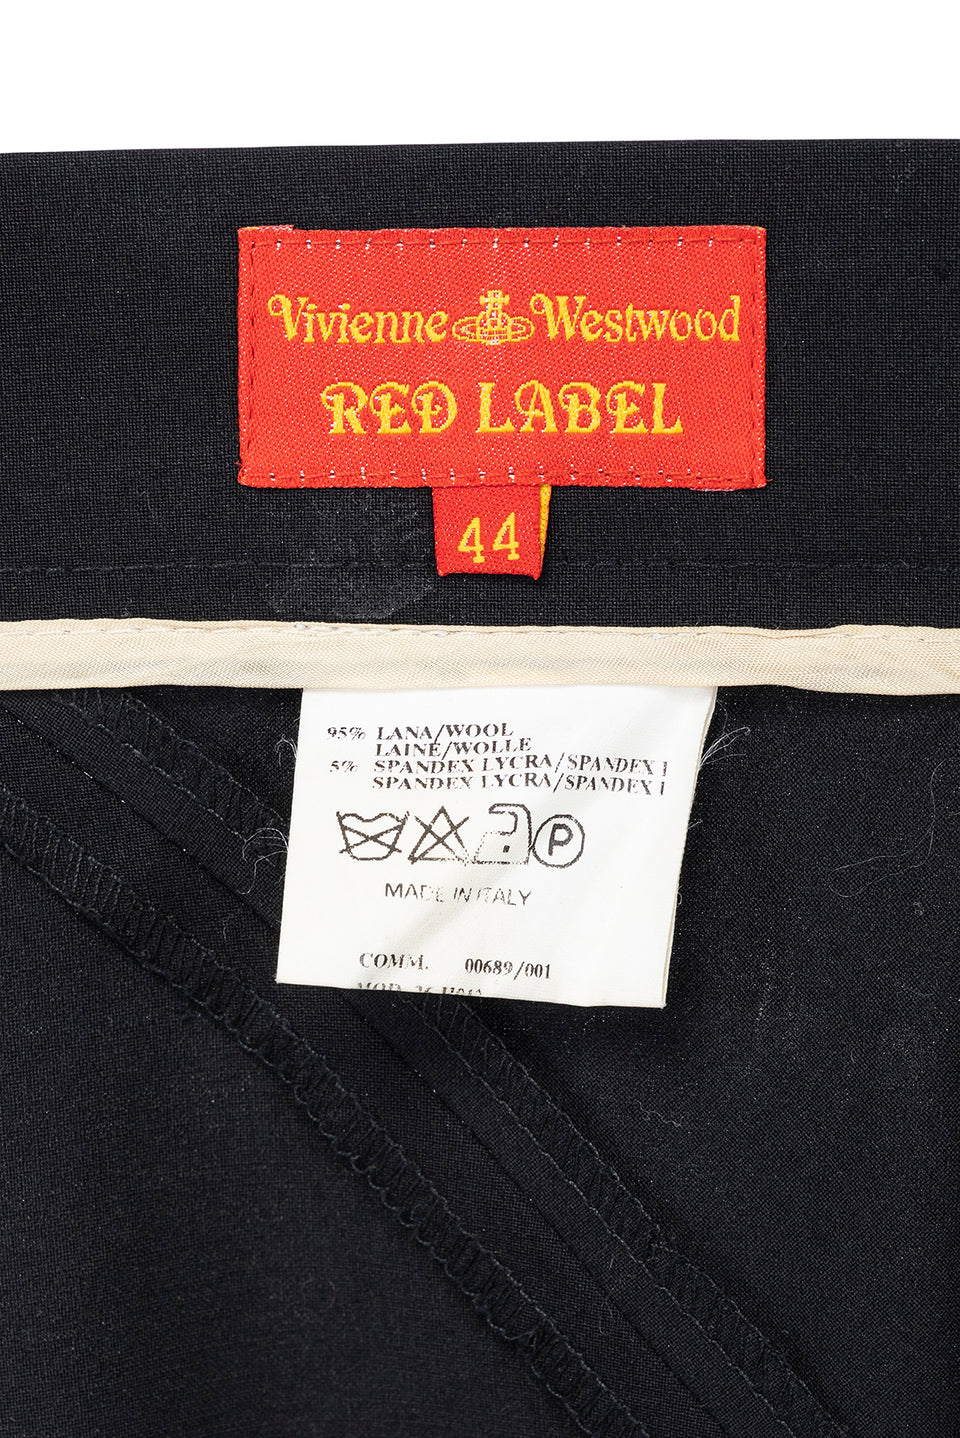 Vivienne Westwood
RED LABEL
44
95% LANA/WOOL
LAINE/WOLLE
5% SPANDEX LYCRA/SPANDEX
SPANDEX LYCRA/SPANDEX
P
MADE IN ITALY
COMM. 00689/001